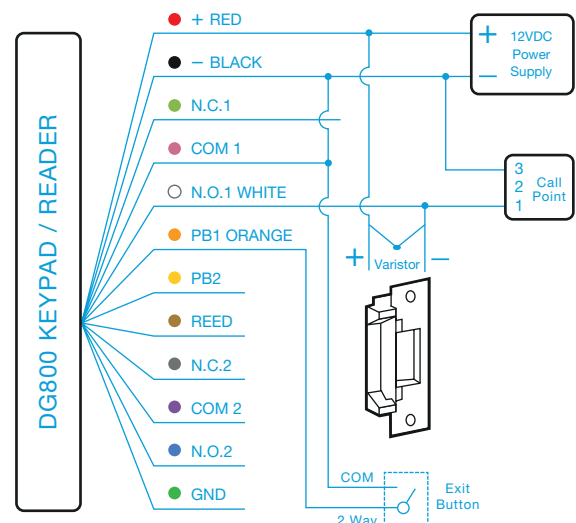 DG800 KEYPAD / READER
+ RED
− BLACK
N.C.1
COM 1
N.O.1 WHITE
PB1 ORANGE
PB2
REED
N.C.2
COM 2
N.O.2
GND
+ 12VDC
Power
− Supply
3
2 Call
Point
1
+ Varistor −
COM
Exit
Button
2 Way